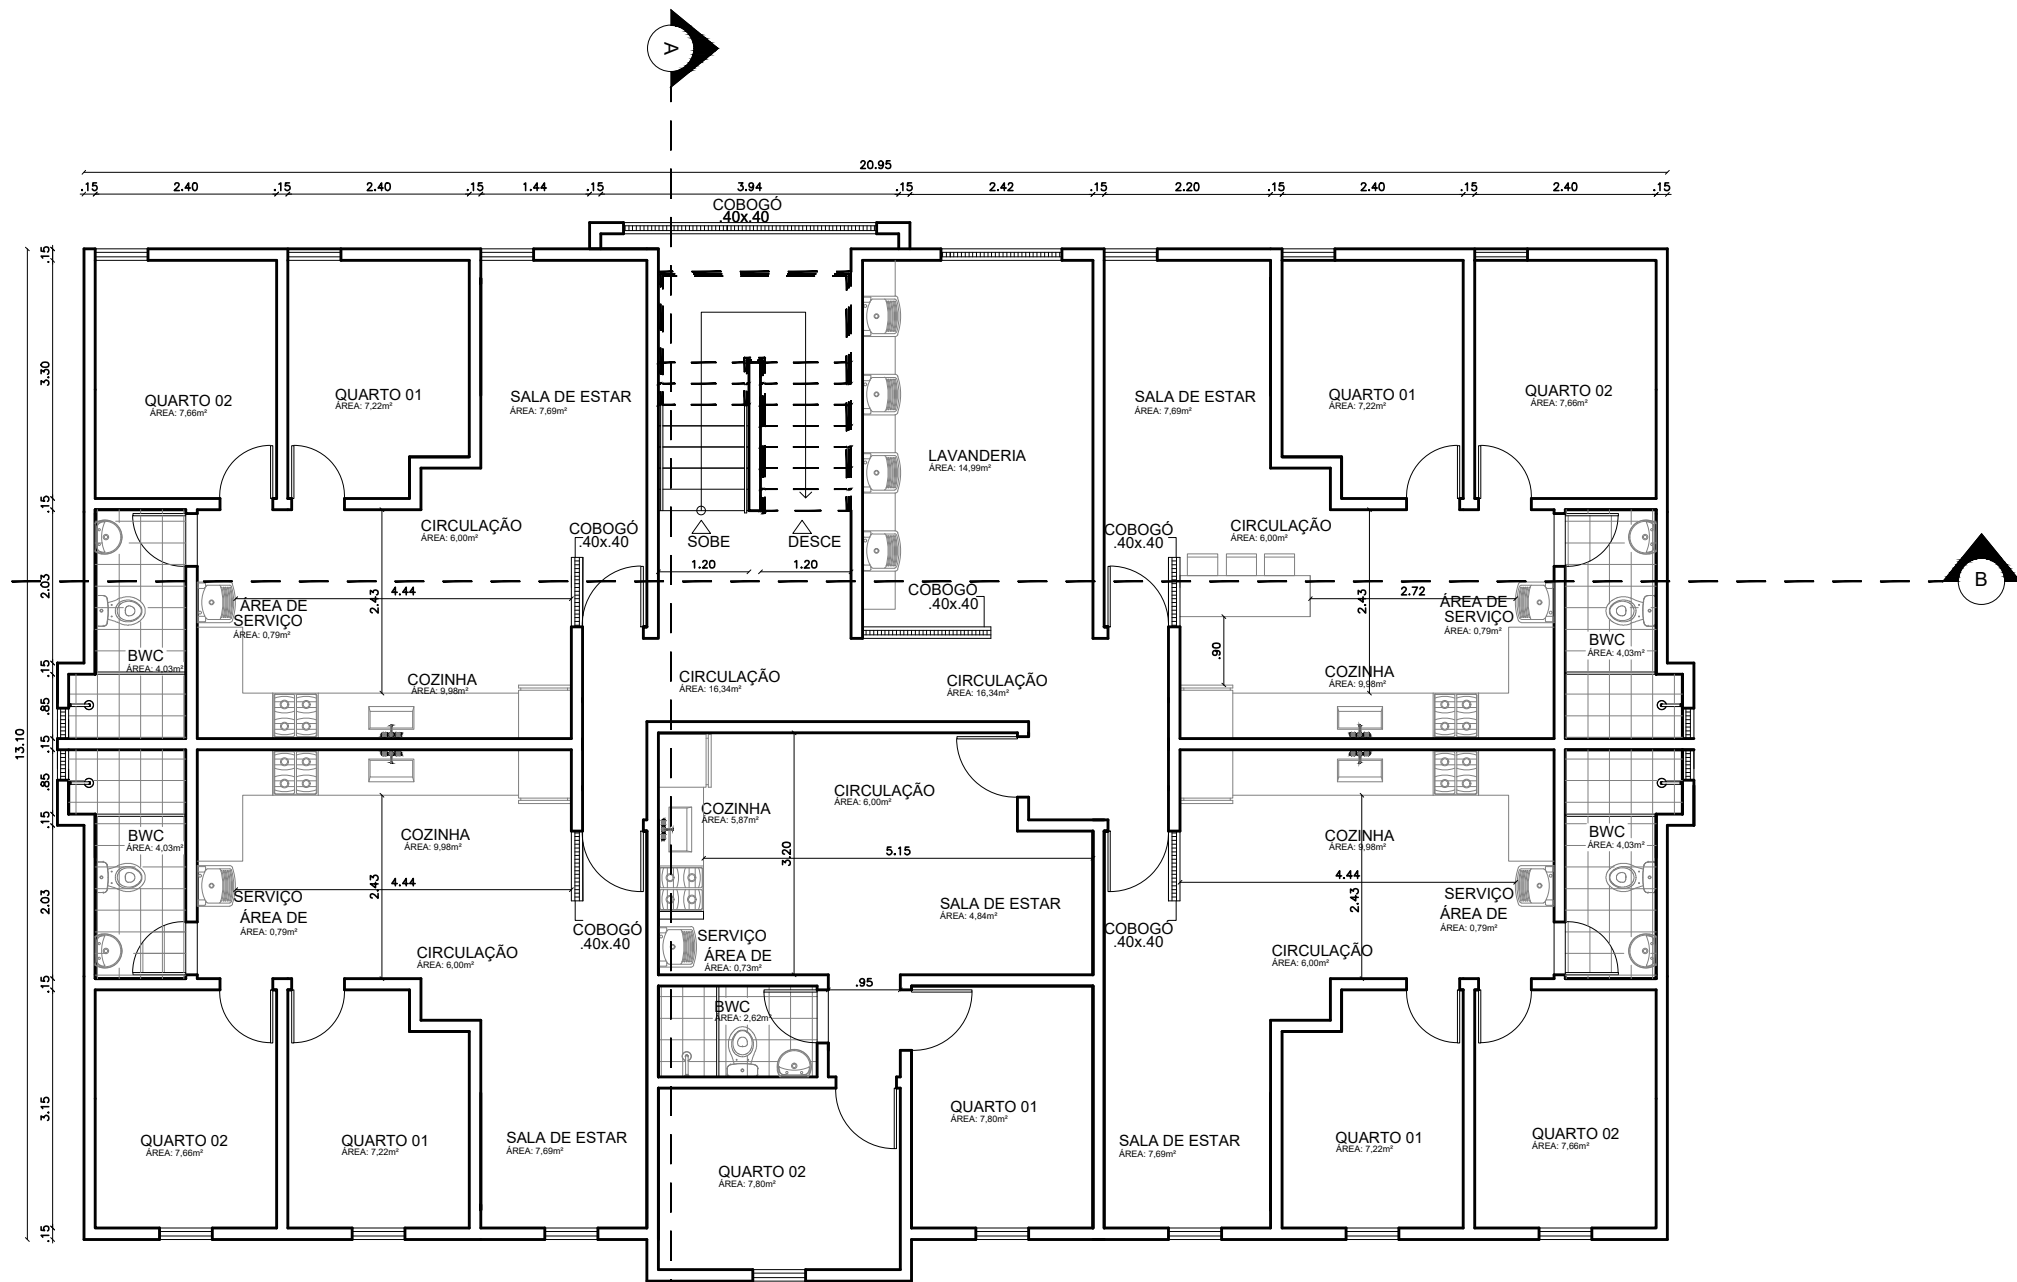 A
20.95
.15 2.40 .15 2.40 .15 1.44 .15 3.94 .15 2.42 .15 2.20 .15 2.40 .15 2.40 .15
COBOGÓ
.40x.40
.15
3.30
.15
2.03
.15
.85
.15
.85
.15
2.03
.15
3.15
.15
13.10
QUARTO 02
ÁREA: 7,66m²
QUARTO 01
ÁREA: 7,22m²
SALA DE ESTAR
ÁREA: 7,69m²
LAVANDERIA
ÁREA: 14,99m²
SALA DE ESTAR
ÁREA: 7,69m²
QUARTO 01
ÁREA: 7,22m²
QUARTO 02
ÁREA: 7,66m²
CIRCULAÇÃO
ÁREA: 6,00m²
COBOGÓ
.40x.40
SOBE
DESCE
1.20
1.20
COBOGÓ
.40x.40
COBOGÓ
.40x.40
CIRCULAÇÃO
ÁREA: 6,00m²
B
4.44
2.43
ÁREA DE
SERVIÇO
ÁREA: 0,79m²
BWC
ÁREA: 4,03m²
COZINHA
ÁREA: 9,98m²
CIRCULAÇÃO
ÁREA: 16,34m²
CIRCULAÇÃO
ÁREA: 16,34m²
.90
2.43
2.72
ÁREA DE
SERVIÇO
ÁREA: 0,79m²
BWC
ÁREA: 4,03m²
COZINHA
ÁREA: 9,98m²
BWC
ÁREA: 4,03m²
COZINHA
ÁREA: 9,98m²
2.43
4.44
SERVIÇO
ÁREA DE
ÁREA: 0,79m²
CIRCULAÇÃO
ÁREA: 6,00m²
COBOGÓ
.40x.40
COZINHA
ÁREA: 5,87m²
CIRCULAÇÃO
ÁREA: 6,00m²
3.20
5.15
SALA DE ESTAR
ÁREA: 4,84m²
SERVIÇO
ÁREA DE
ÁREA: 0,73m²
COBOGÓ
.40x.40
COZINHA
ÁREA: 9,98m²
BWC
ÁREA: 4,03m²
4.44
2.43
SERVIÇO
ÁREA DE
ÁREA: 0,79m²
CIRCULAÇÃO
ÁREA: 6,00m²
.95
BWC
ÁREA: 2,62m²
QUARTO 02
ÁREA: 7,66m²
QUARTO 01
ÁREA: 7,22m²
SALA DE ESTAR
ÁREA: 7,69m²
QUARTO 02
ÁREA: 7,80m²
QUARTO 01
ÁREA: 7,80m²
SALA DE ESTAR
ÁREA: 7,69m²
QUARTO 01
ÁREA: 7,22m²
QUARTO 02
ÁREA: 7,66m²